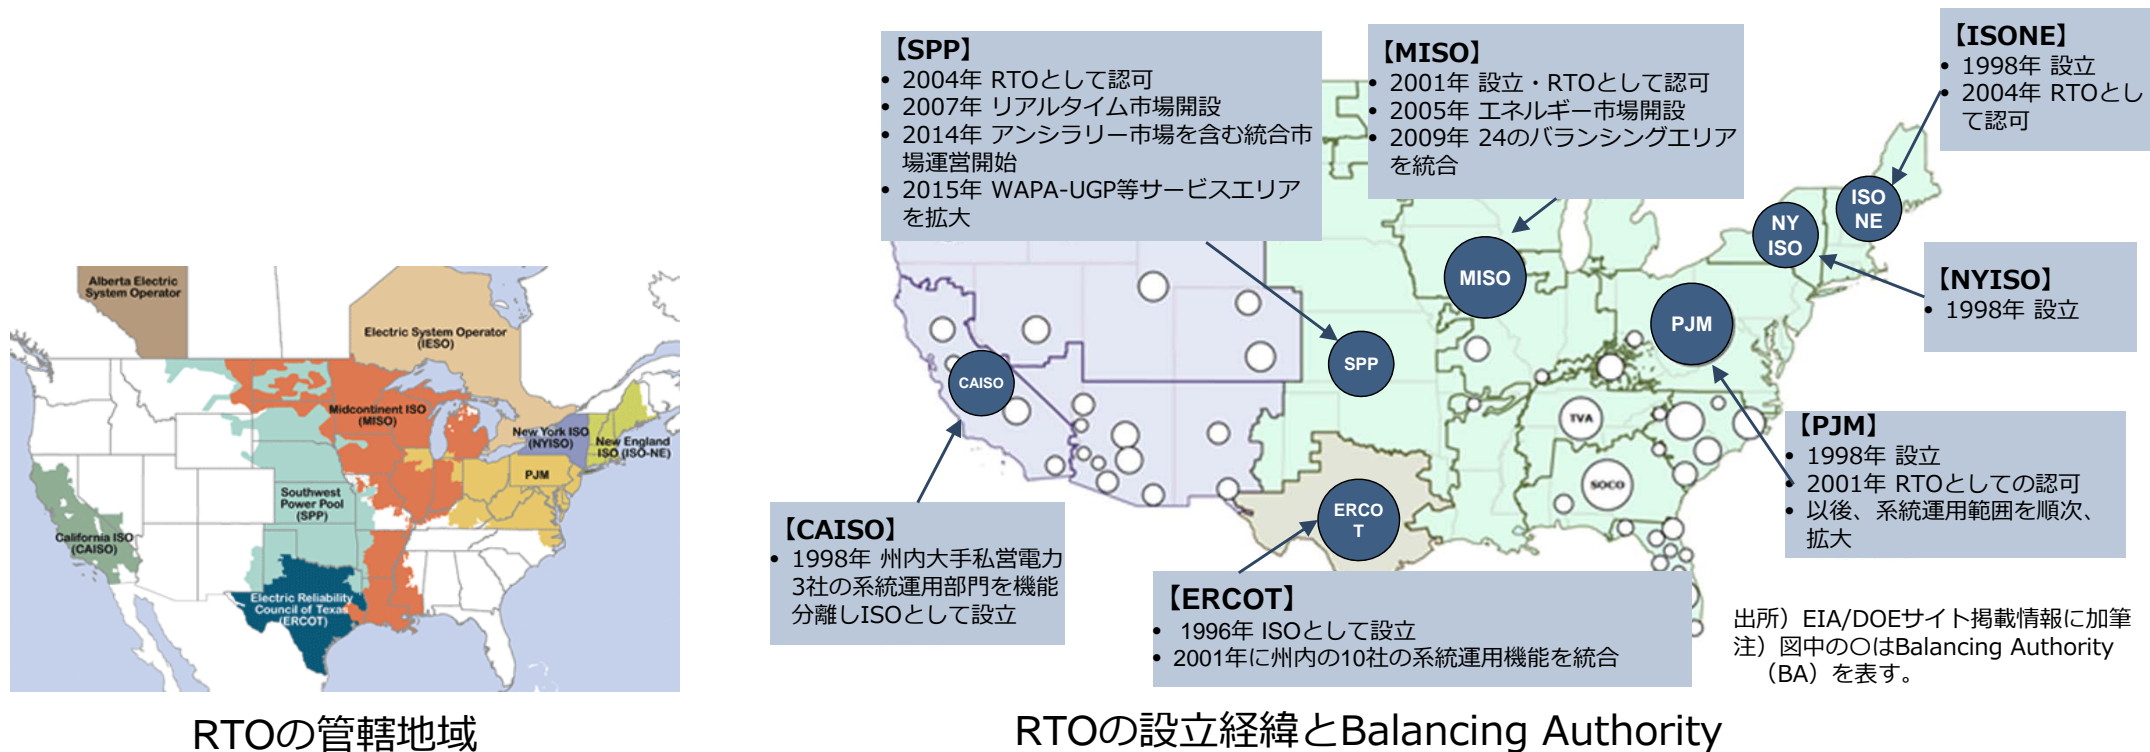 Alberta Electric
System Operator
Electric System Operator
(IESO)
Midcontinent ISO
(MISO)
New York ISO
(NYISO)
New England
ISO (ISO-NE)
PJM
Southwest
Power Pool
(SPP)
California ISO
(CAISO)
Electric Reliability
Council of Texas
(ERCOT)
RTOの管轄地域
【SPP】
• 2004年 RTOとして認可
• 2007年 リアルタイム市場開設
• 2014年 アンシラリー市場を含む統合市
場運営開始
• 2015年 WAPA-UGP等サービスエリア
を拡大
【MISO】
• 2001年 設立・RTOとして認可
• 2005年 エネルギー市場開設
• 2009年 24のバランシングエリア
を統合
【ISONE】
• 1998年 設立
• 2004年 RTOとし
て認可
ISO
NE
NY
ISO
MISO
PJM
SPP
CAISO
TVA
SOCO
ERCO
T
【NYISO】
• 1998年 設立
【PJM】
• 1998年 設立
• 2001年 RTOとしての認可
• 以後、系統運用範囲を順次、
拡大
【CAISO】
• 1998年 州内大手私営電力
3社の系統運用部門を機能
分離しISOとして設立
【ERCOT】
• 1996年 ISOとして設立
• 2001年に州内の10社の系統運用機能を統合
出所）EIA/DOEサイト掲載情報に加筆
注）図中の〇はBalancing Authority
（BA）を表す。
RTOの設立経緯とBalancing Authority